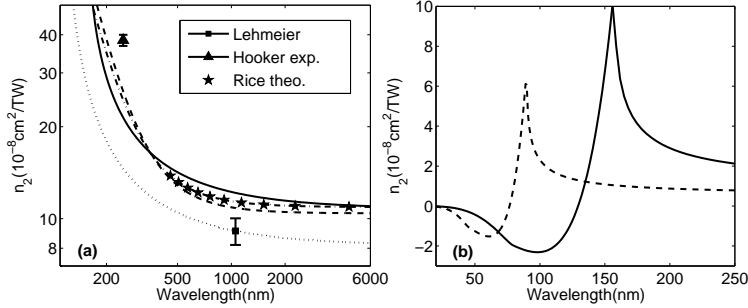 40
30
20
10
8
n₂(10⁻⁸cm²/TW)
Lehmeier
Hooker exp.
Rice theo.
(a)
200 500 1000 2000 6000
Wavelength(nm)
10
8
6
4
2
0
−2
n₂(10⁻⁸cm²/TW)
(b)
50 100 150 200 250
Wavelength(nm)